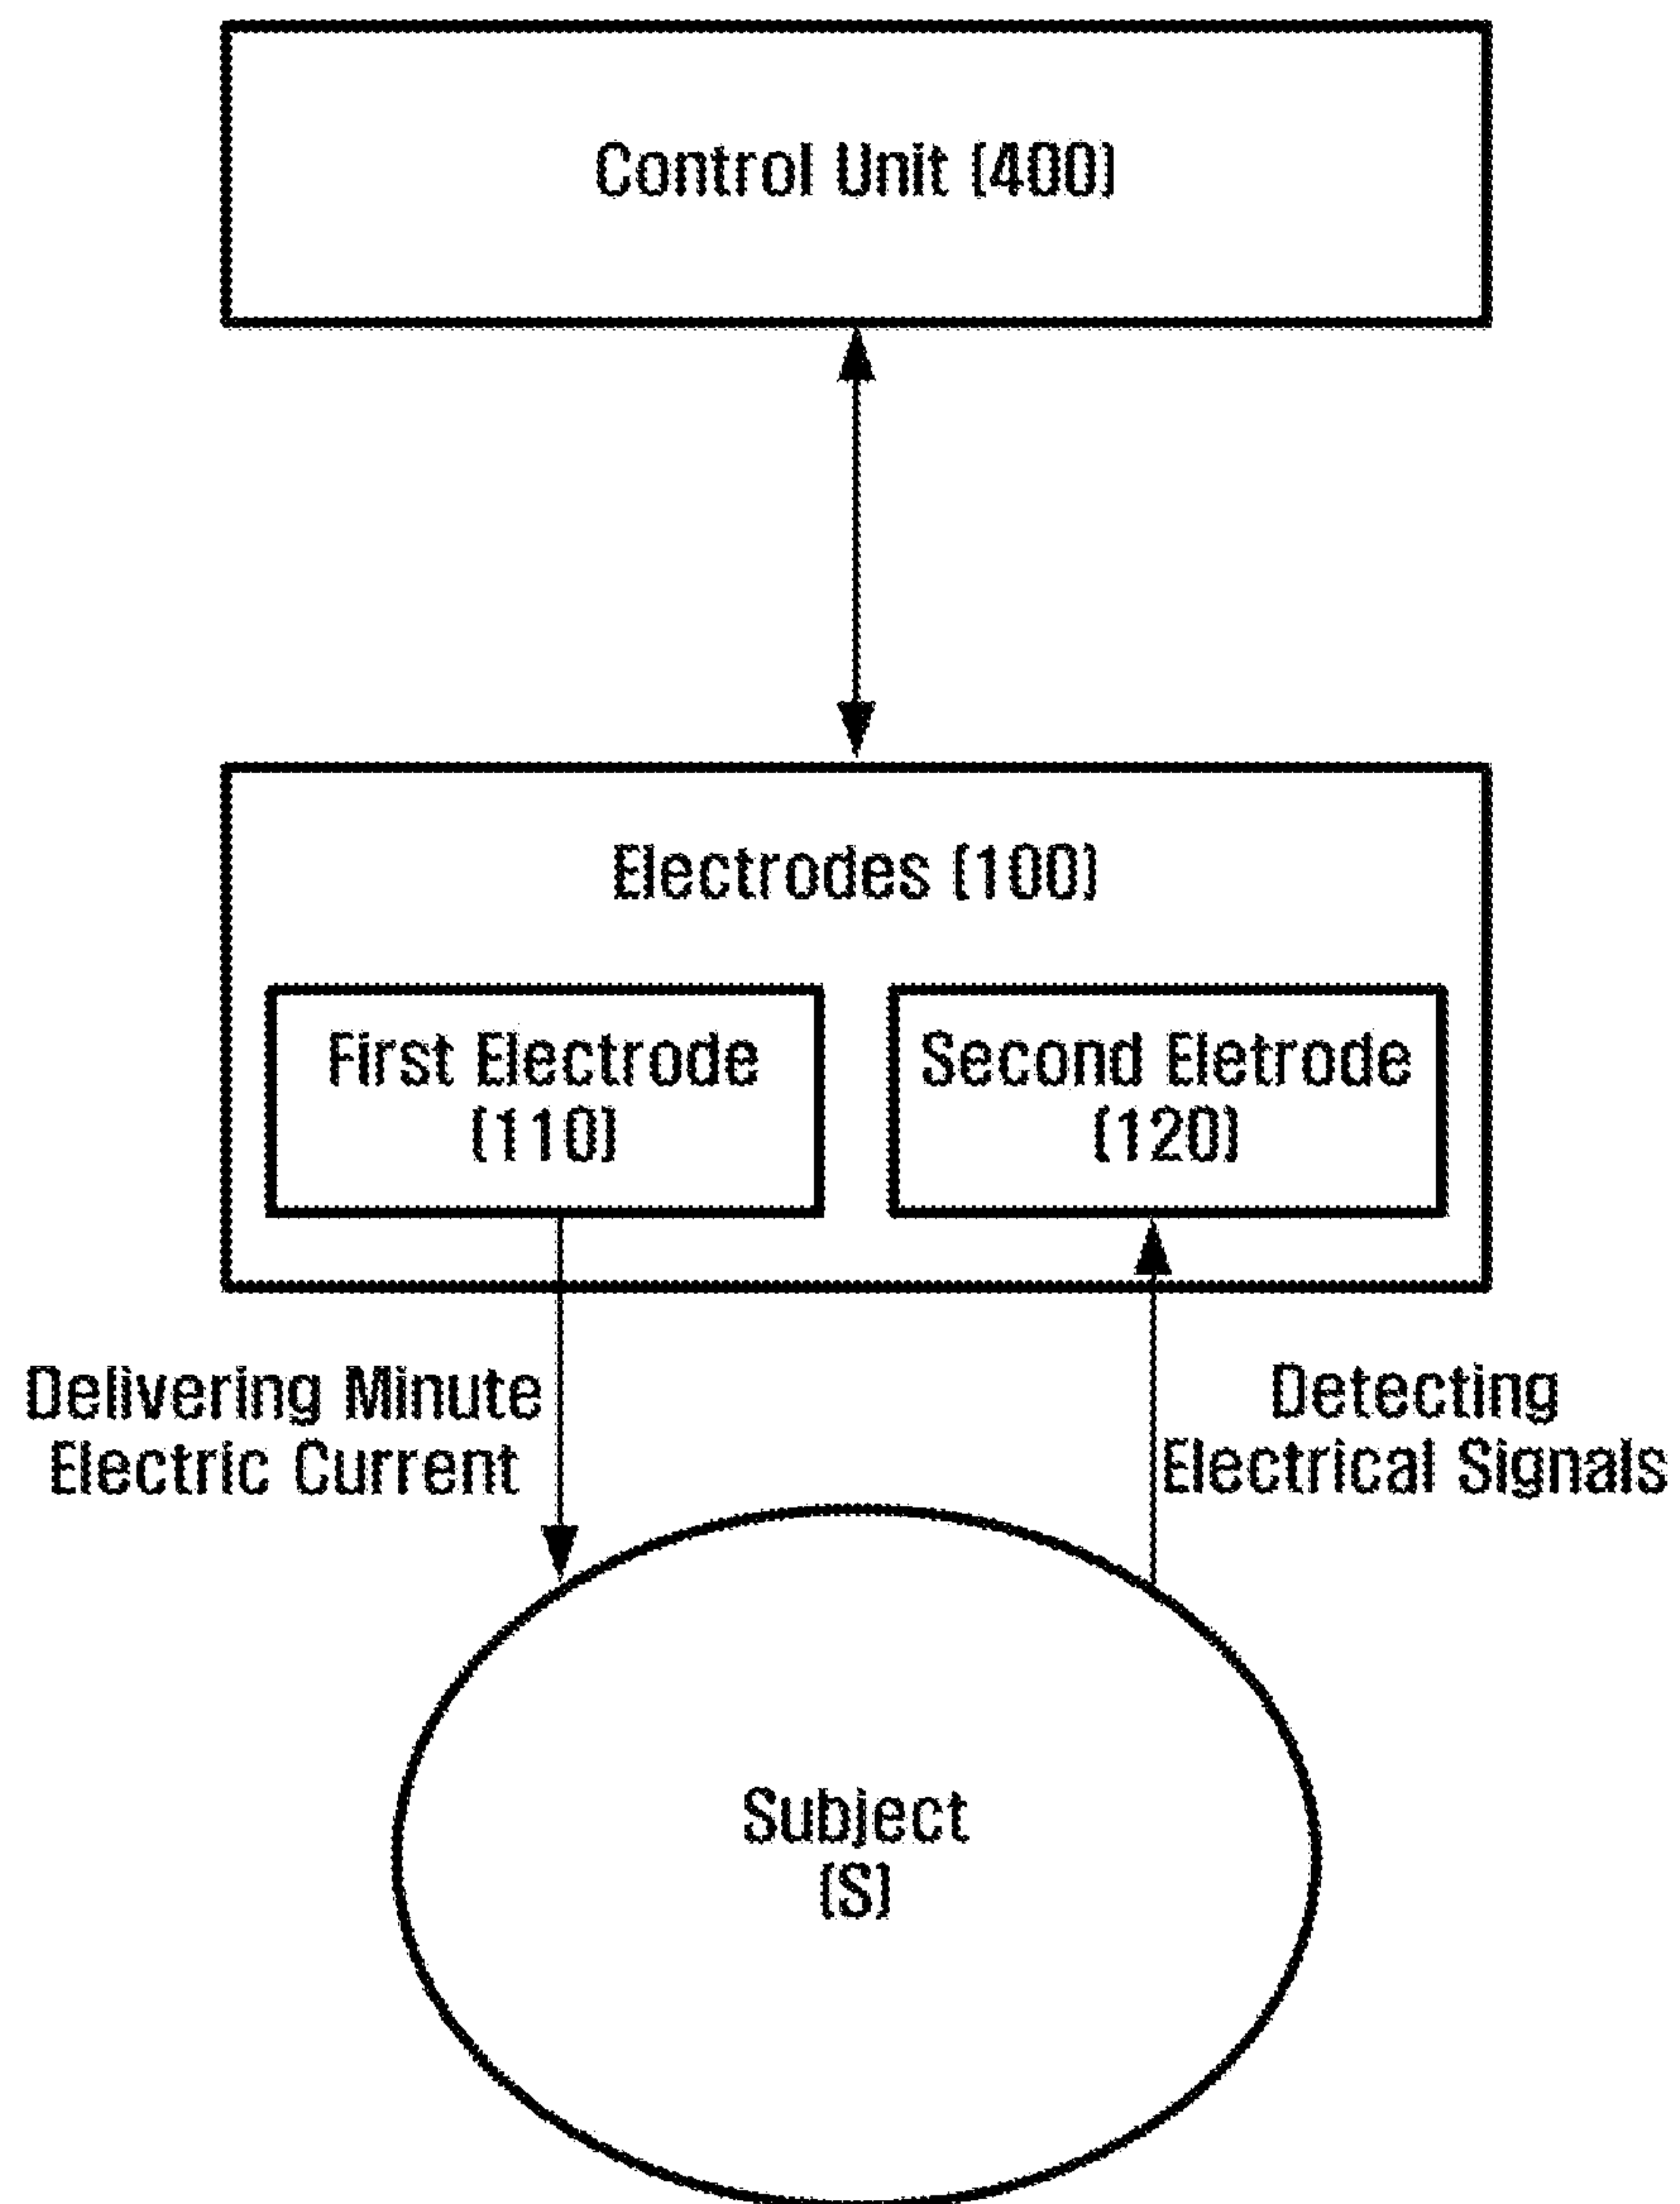 Control Unit (400)
Electrodes (100)
First Electrode
(110)
Second Eletrode
(120)
Delivering Minute
Electric Current
Detecting
Electrical Signals
Subject
(S)